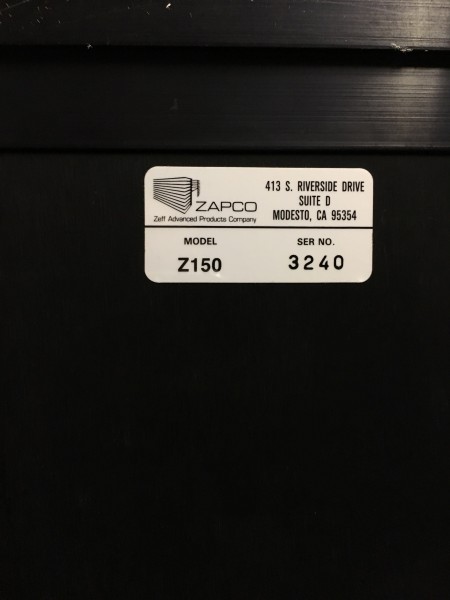 ZAPCO
Zeff Advanced Products Company
413 S. RIVERSIDE DRIVE
SUITE D
MODESTO, CA 95354
MODEL
Z150
SER NO.
3240